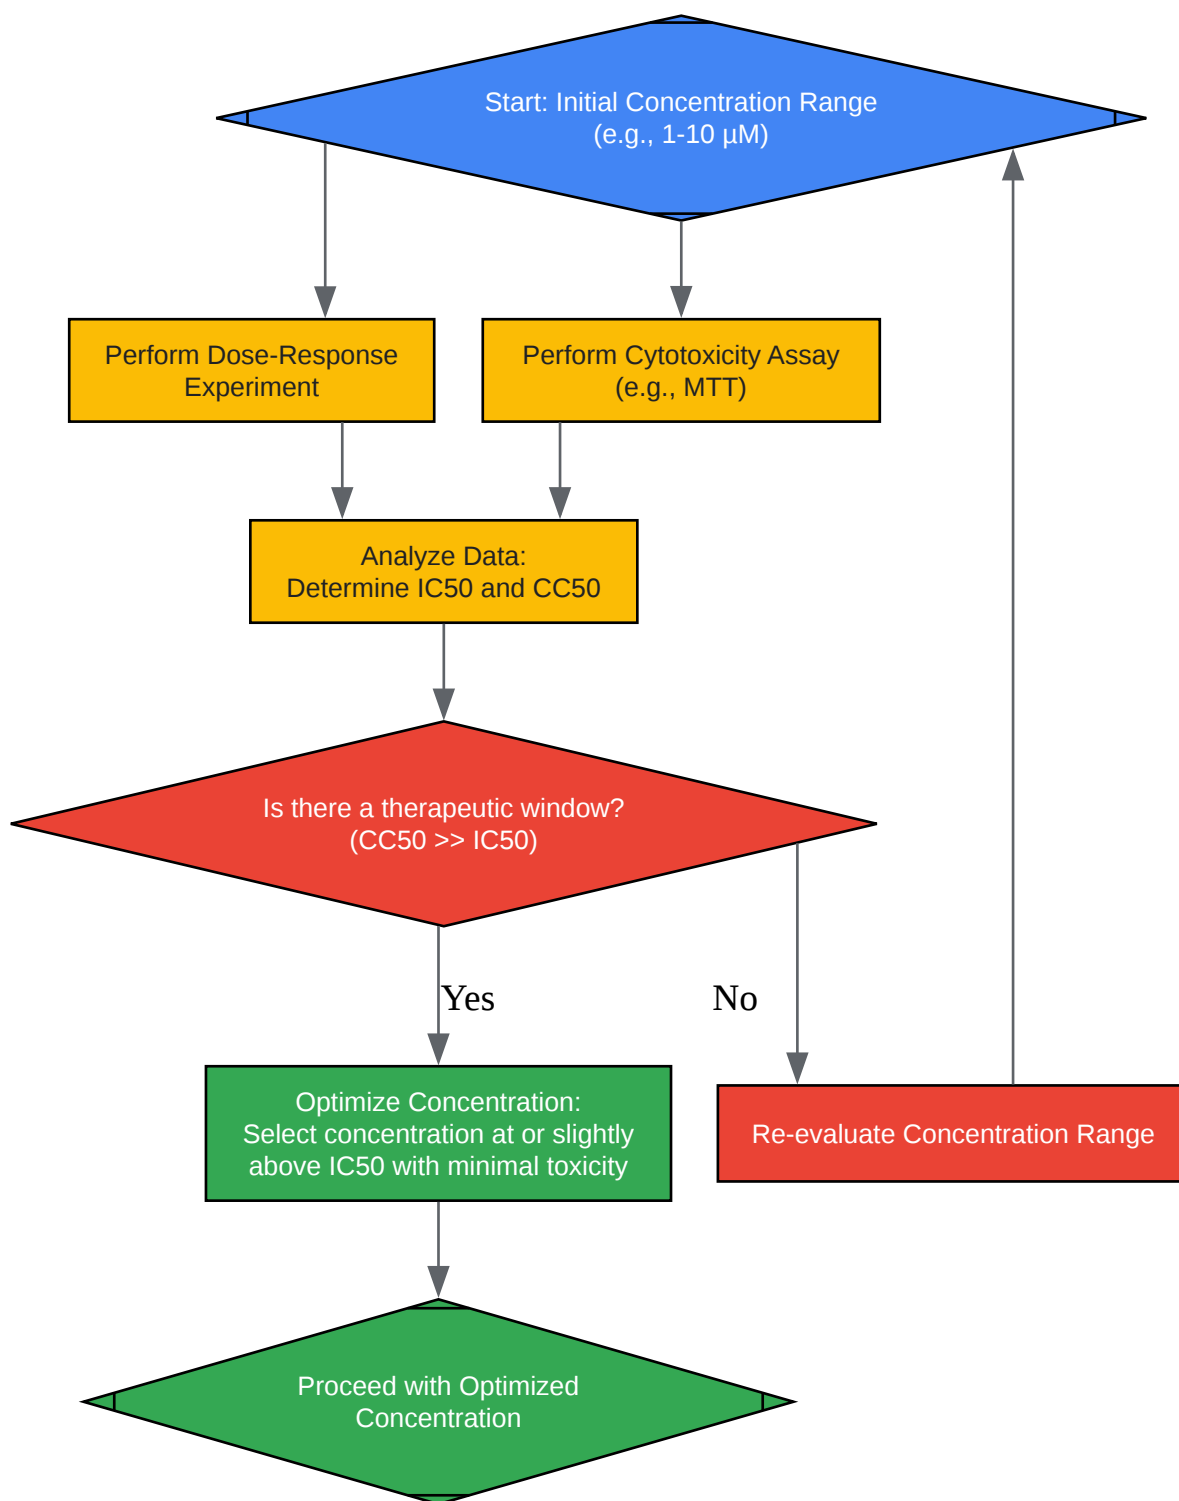 Start: Initial Concentration Range
(e.g., 1-10 µM)
Perform Dose-Response
Experiment
Perform Cytotoxicity Assay
(e.g., MTT)
Analyze Data:
Determine IC50 and CC50
Is there a therapeutic window?
(CC50 >> IC50)
Yes
No
Optimize Concentration:
Select concentration at or slightly
above IC50 with minimal toxicity
Re-evaluate Concentration Range
Proceed with Optimized
Concentration